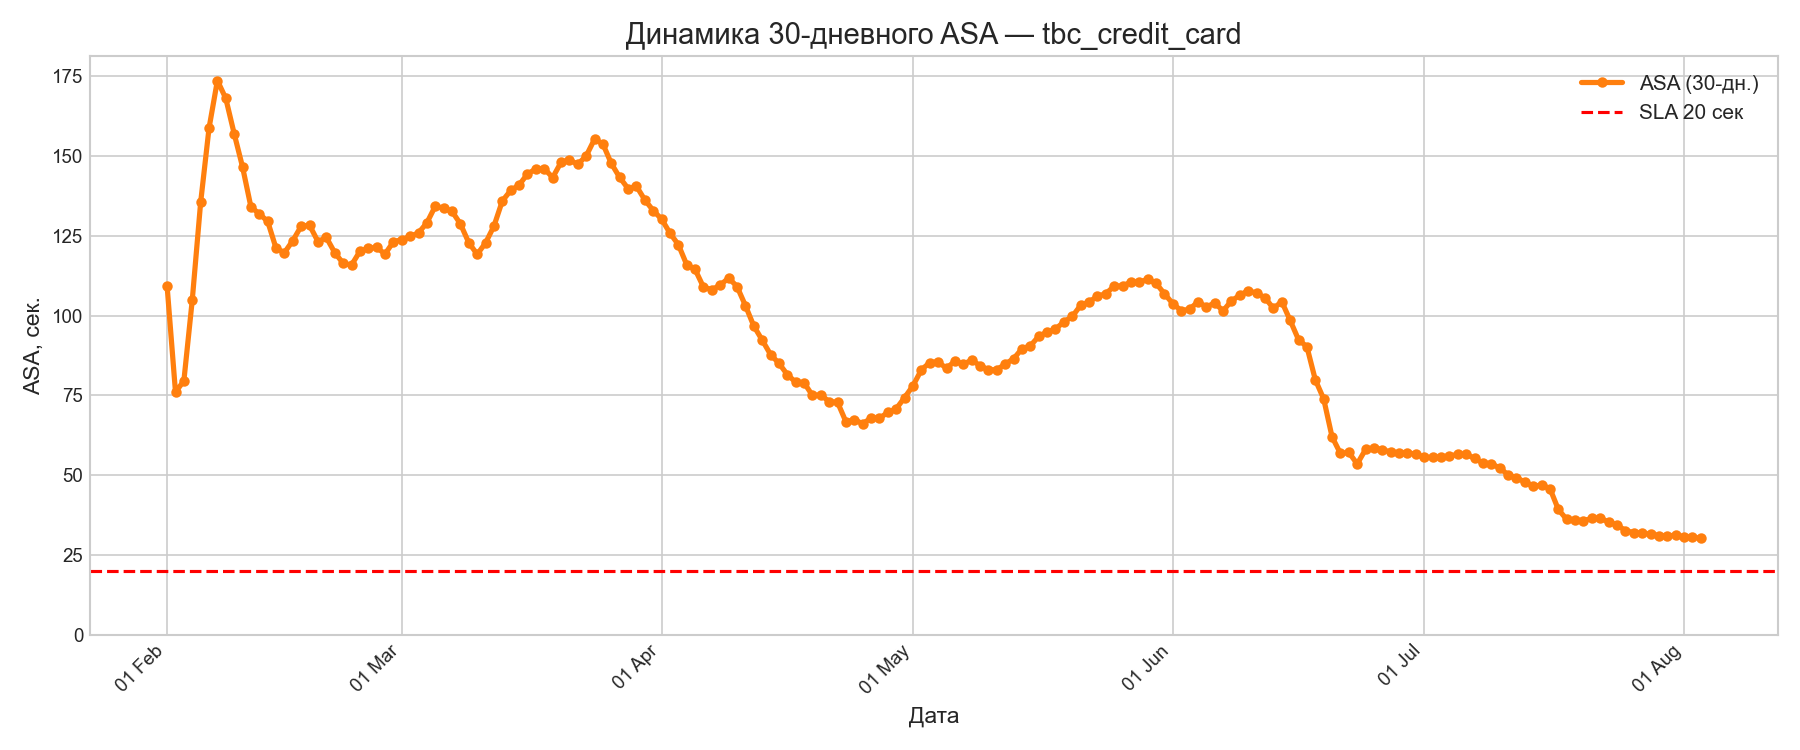 Динамика 30-дневного ASA — tbc_credit_card
ASA (30-дн.)
SLA 20 сек
ASA, сек.
175
150
125
100
75
50
25
0
01 Feb
01 Mar
01 Apr
01 May
01 Jun
01 Jul
01 Aug
Дата